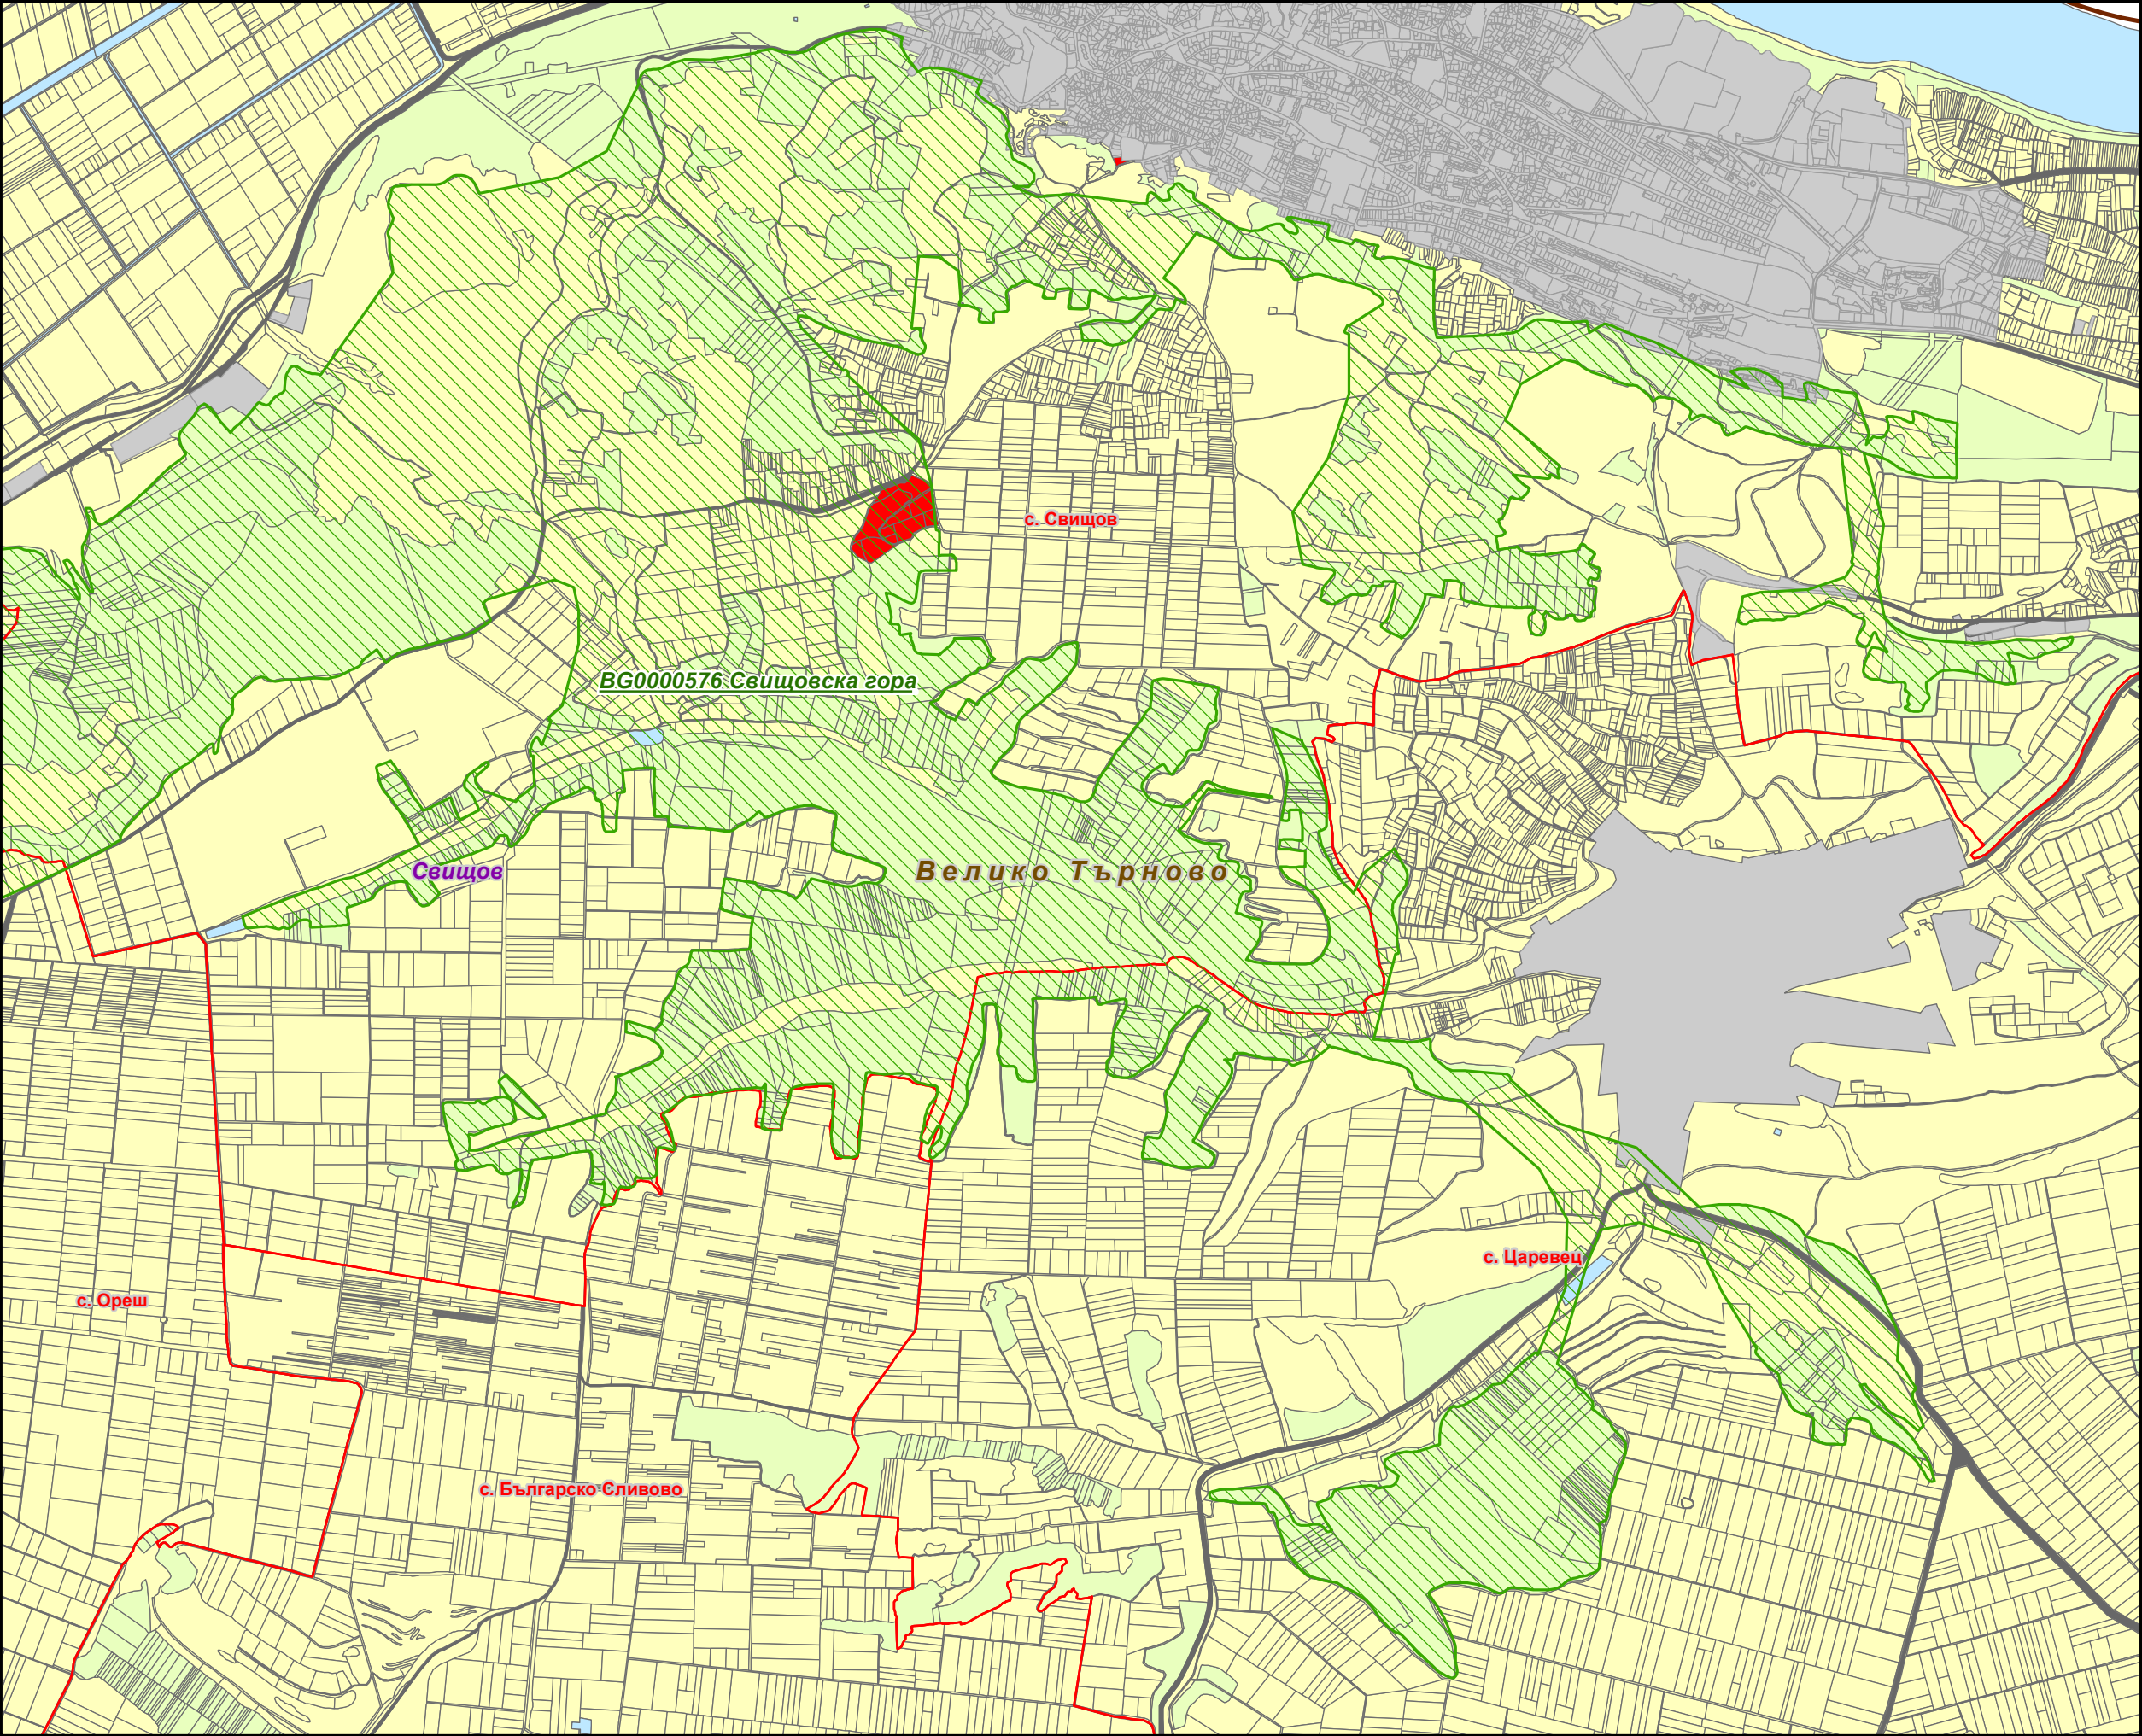 с. Свищов
BG0000576 Свищовска гора
Свищов
Велико Търново
с. Царевец
с. Ореш
с. Българско Сливово